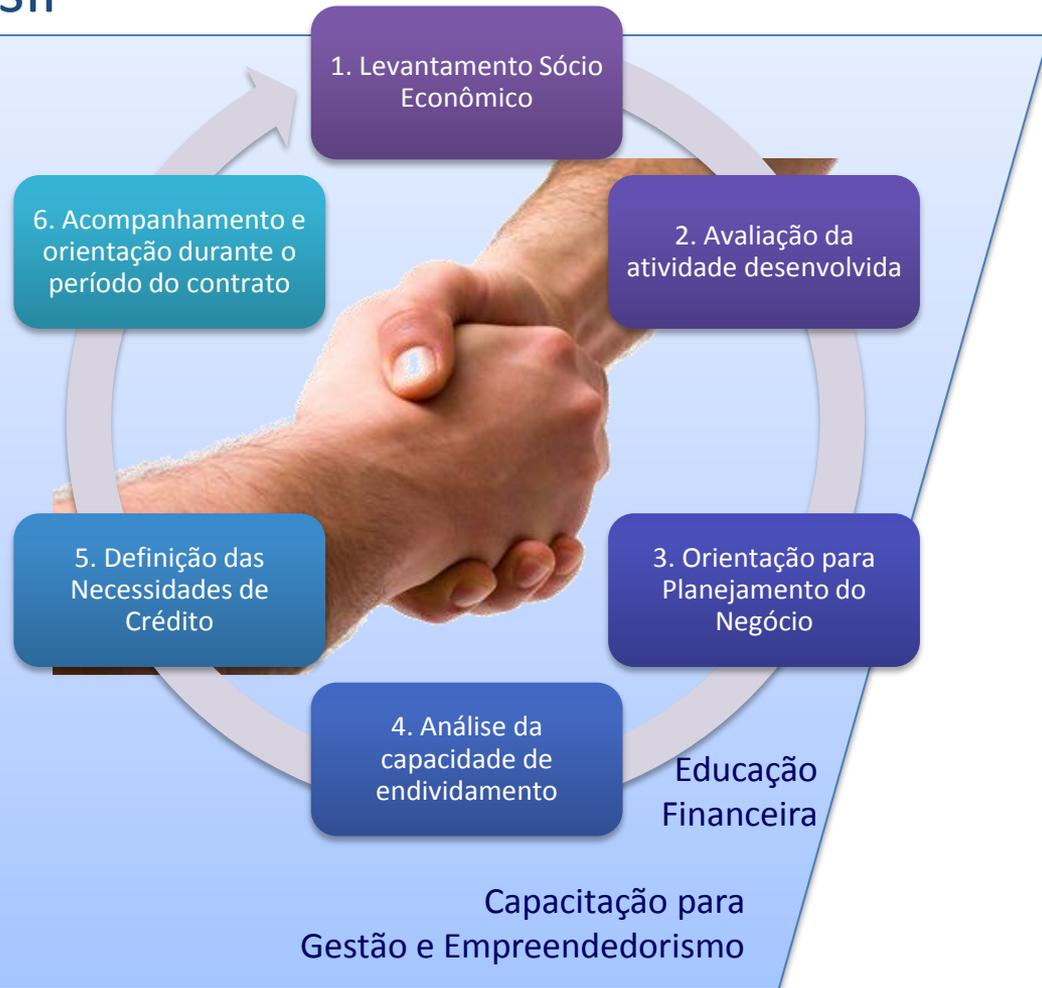 1. Levantamento Sócio
Econômico
2. Avaliação da
atividade desenvolvida
3. Orientação para
Planejamento do
Negócio
4. Análise da
capacidade de
endividamento
5. Definição das
Necessidades de
Crédito
6. Acompanhamento e
orientação durante o
período do contrato
Educação
Financeira
Capacitação para
Gestão e Empreendedorismo